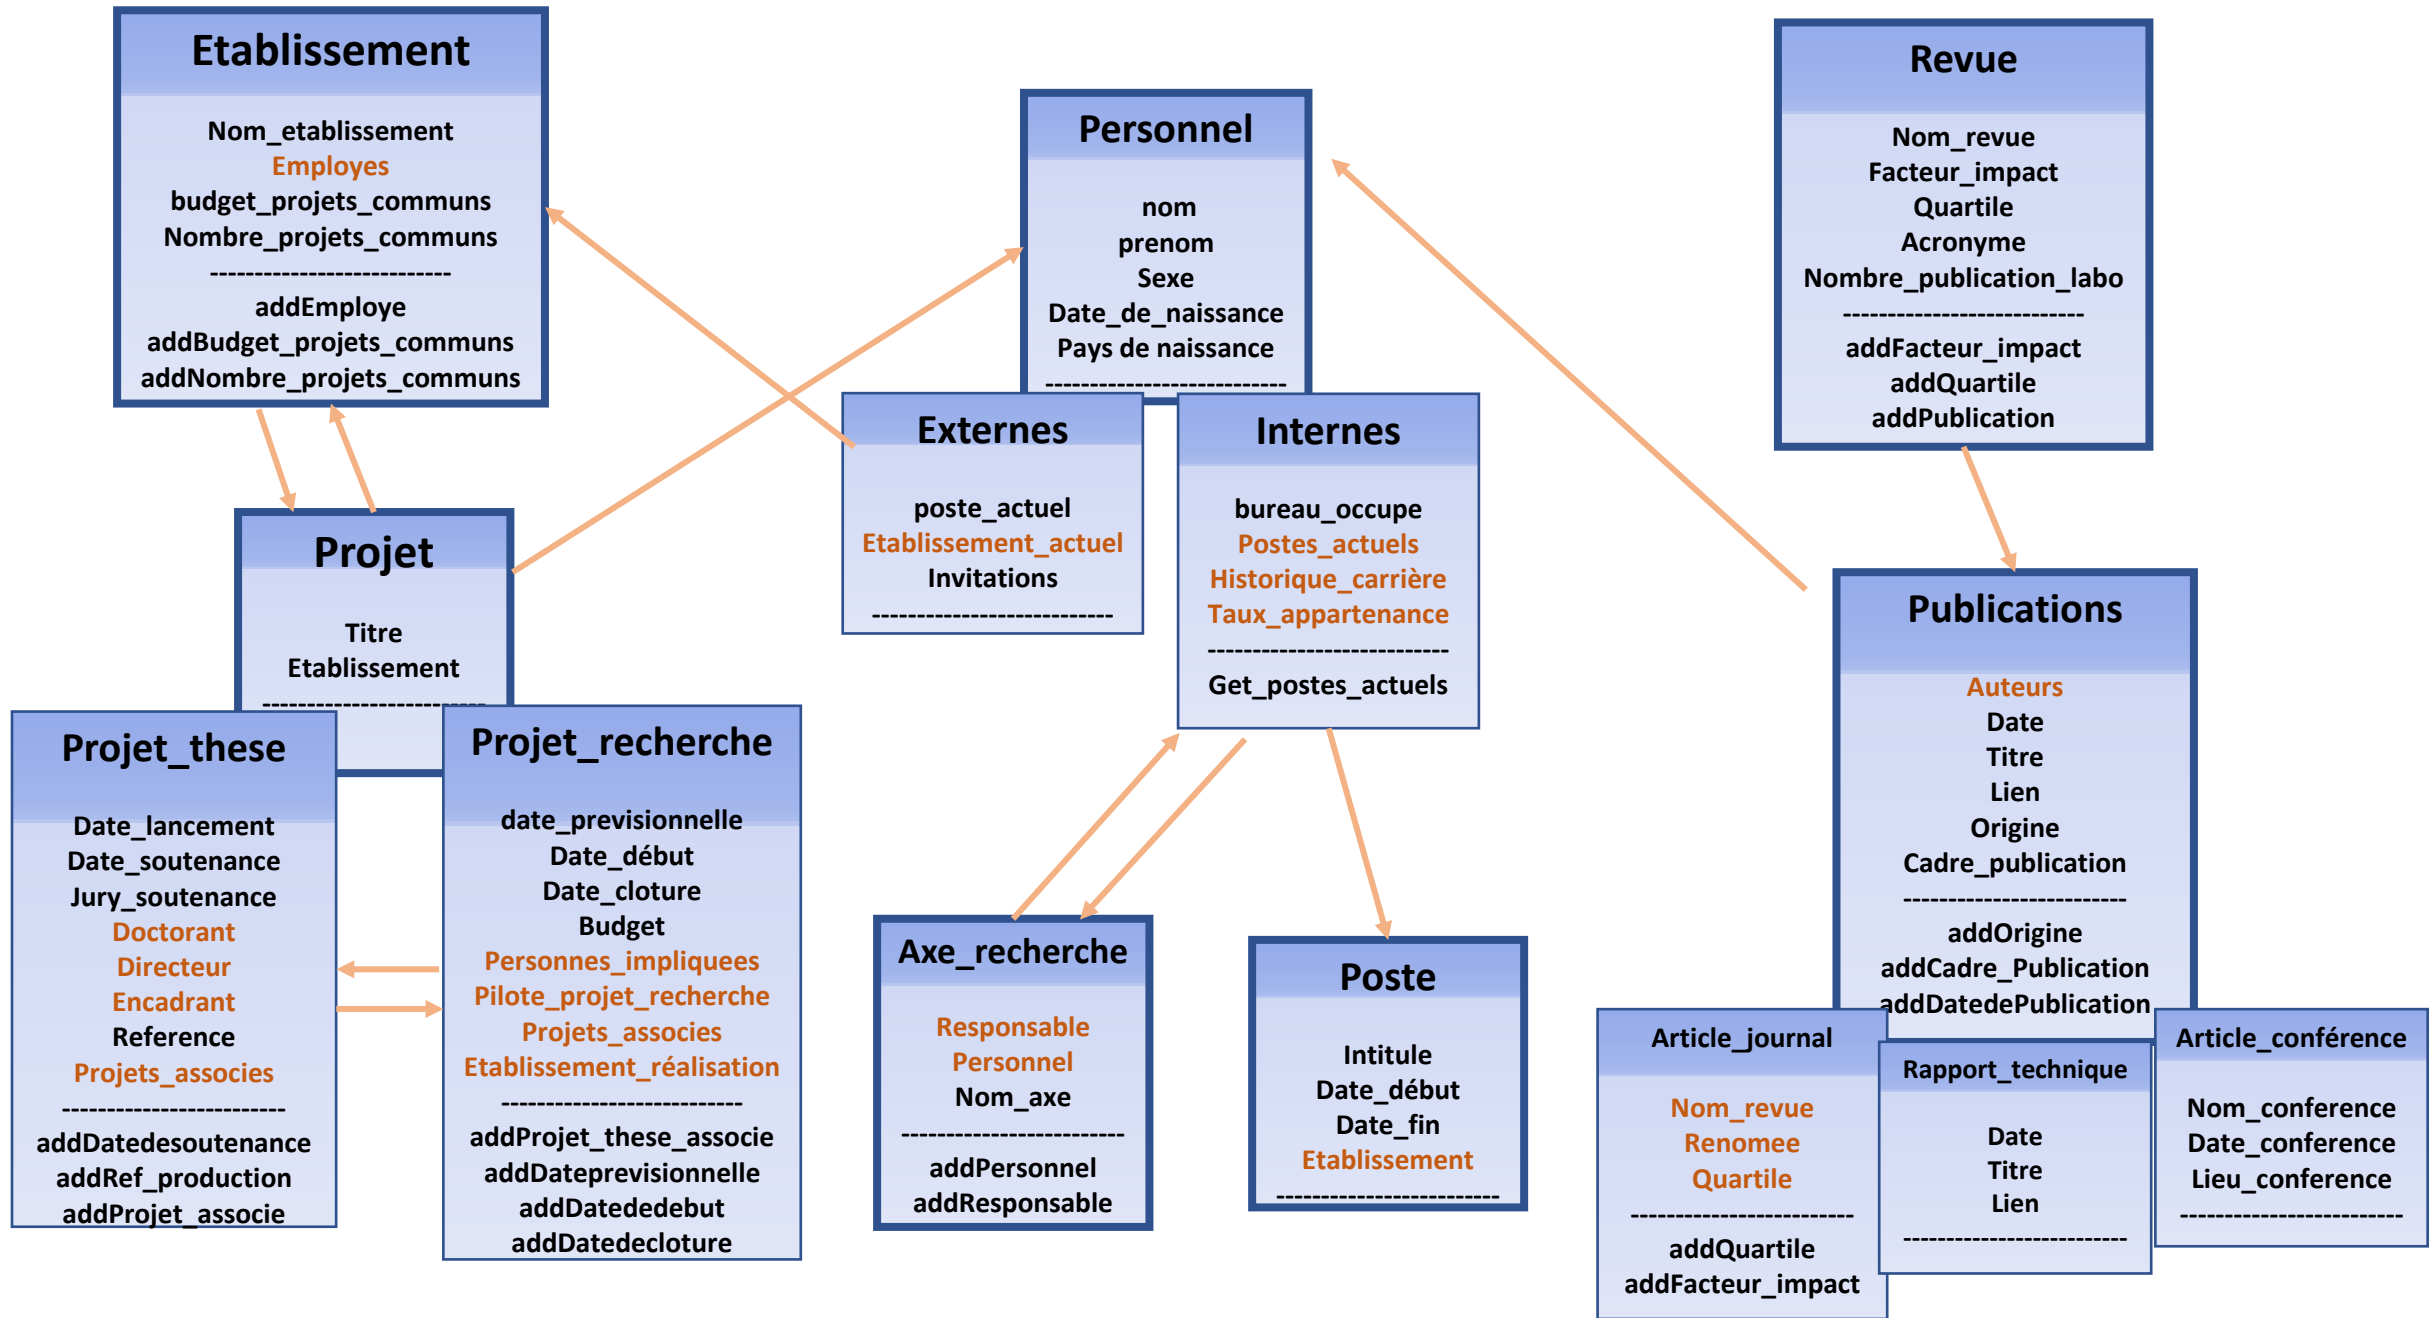 Etablissement
Nom_etablissement
Employes
budget_projets_communs
Nombre_projets_communs
---------------------------
addEmploye
addBudget_projets_communs
addNombre_projets_communs
Personnel
nom
prenom
Sexe
Date_de_naissance
Pays de naissance
---------------------------
Revue
Nom_revue
Facteur_impact
Quartile
Acronyme
Nombre_publication_labo
---------------------------
addFacteur_impact
addQuartile
addPublication
Externes
poste_actuel
Etablissement_actuel
Invitations
---------------------------
Internes
bureau_occupe
Postes_actuels
Historique_carrière
Taux_appartenance
---------------------------
Get_postes_actuels
Projet
Titre
Etablissement
-------------------------
Projet_these
Date_lancement
Date_soutenance
Jury_soutenance
Doctorant
Directeur
Encadrant
Reference
Projets_associes
-------------------------
addDatedesoutenance
addRef_production
addProjet_associe
Projet_recherche
date_previsionnelle
Date_début
Date_cloture
Budget
Personnes_impliquees
Pilote_projet_recherche
Projets_associes
Etablissement_réalisation
---------------------------
addProjet_these_associe
addDateprevisionnelle
addDatededebut
addDatedecloture
Axe_recherche
Responsable
Personnel
Nom_axe
-------------------------
addPersonnel
addResponsable
Poste
Intitule
Date_début
Date_fin
Etablissement
-------------------------
Publications
Auteurs
Date
Titre
Lien
Origine
Cadre_publication
-------------------------
addOrigine
addCadre_Publication
addDatedePublication
Article_journal
Nom_revue
Renomee
Quartile
-------------------------
addQuartile
addFacteur_impact
Rapport_technique
Date
Titre
Lien
-------------------------
Article_conférence
Nom_conference
Date_conference
Lieu_conference
-------------------------